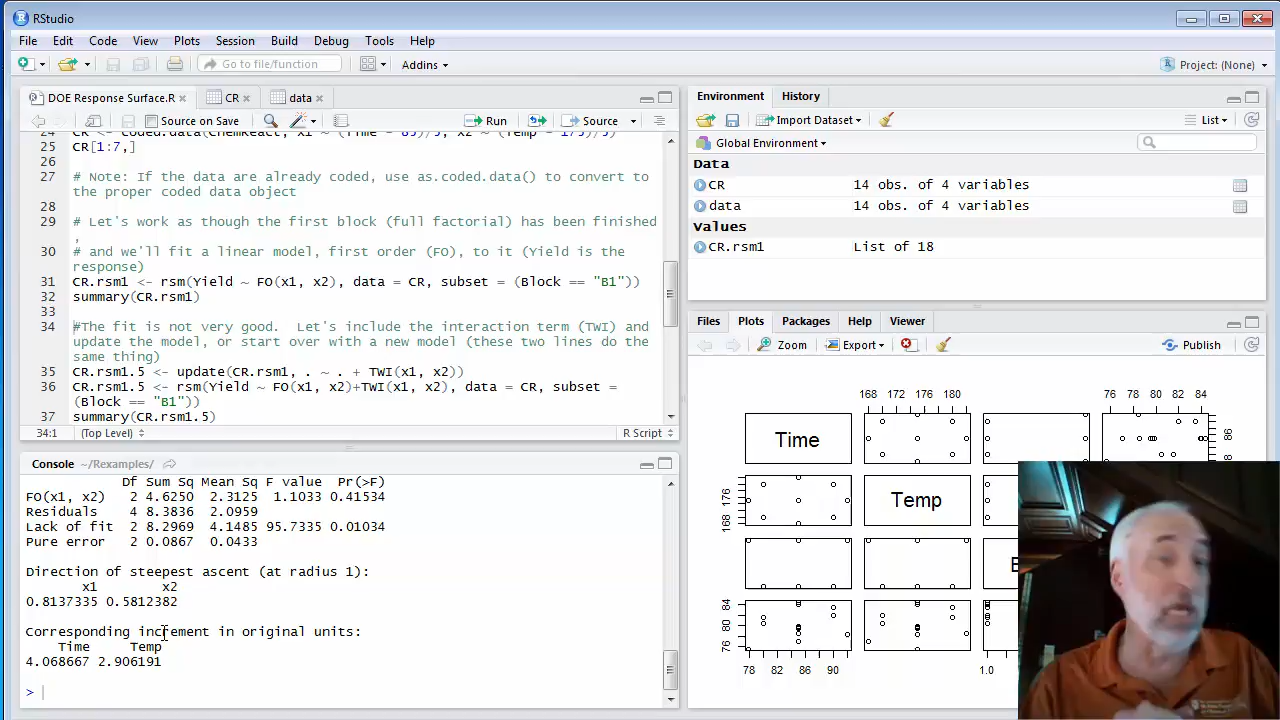 RStudio
File Edit Code View Plots Session Build Debug Tools Help
Go to file/function Addins Project: (None)
DOE Response Surface.R CR data
Source on Save Run Source
25 CR[1:7,]
26
27 # Note: If the data are already coded, use as.coded.data() to convert to
the proper coded data object
28
29 # Let's work as though the first block (full factorial) has been finished
,
30 # and we'll fit a linear model, first order (FO), to it (Yield is the
response)
31 CR.rsm1 <- rsm(Yield ~ FO(x1, x2), data = CR, subset = (Block == "B1"))
32 summary(CR.rsm1)
33
34 #The fit is not very good. Let's include the interaction term (TWI) and
update the model, or start over with a new model (these two lines do the
same thing)
35 CR.rsm1.5 <- update(CR.rsm1, . ~ . + TWI(x1, x2))
36 CR.rsm1.5 <- rsm(Yield ~ FO(x1, x2)+TWI(x1, x2), data = CR, subset =
(Block == "B1"))
37 summary(CR.rsm1.5)
34:1 (Top Level) R Script
Console ~/Rexamples/
Df Sum Sq Mean Sq F value Pr(>F)
FO(x1, x2) 2 4.6250 2.3125 1.1033 0.41534
Residuals 4 8.3836 2.0959
Lack of fit 2 8.2969 4.1485 95.7335 0.01034
Pure error 2 0.0867 0.0433
Direction of steepest ascent (at radius 1):
x1 x2
0.8137335 0.5812382
Corresponding increment in original units:
Time Temp
4.068667 2.906191
>
Environment History
Import Dataset List
Global Environment
Data
CR 14 obs. of 4 variables
data 14 obs. of 4 variables
Values
CR.rsm1 List of 18
Files Plots Packages Help Viewer
Zoom Export Publish
168 172 176 180 76 78 80 82 84
Time
86
168 176
Temp
76 80 84
78 82 86 168 172 176 180 1.0